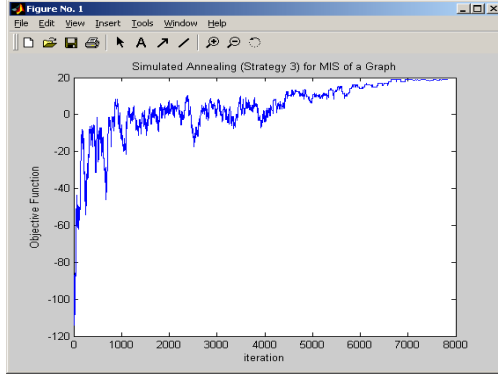 Figure No. 1
File Edit View Insert Tools Window Help
A
Simulated Annealing (Strategy 3) for MIS of a Graph
20
0
-20
-40
-60
-80
-100
-120
Objective Function
0 1000 2000 3000 4000 5000 6000 7000 8000
iteration